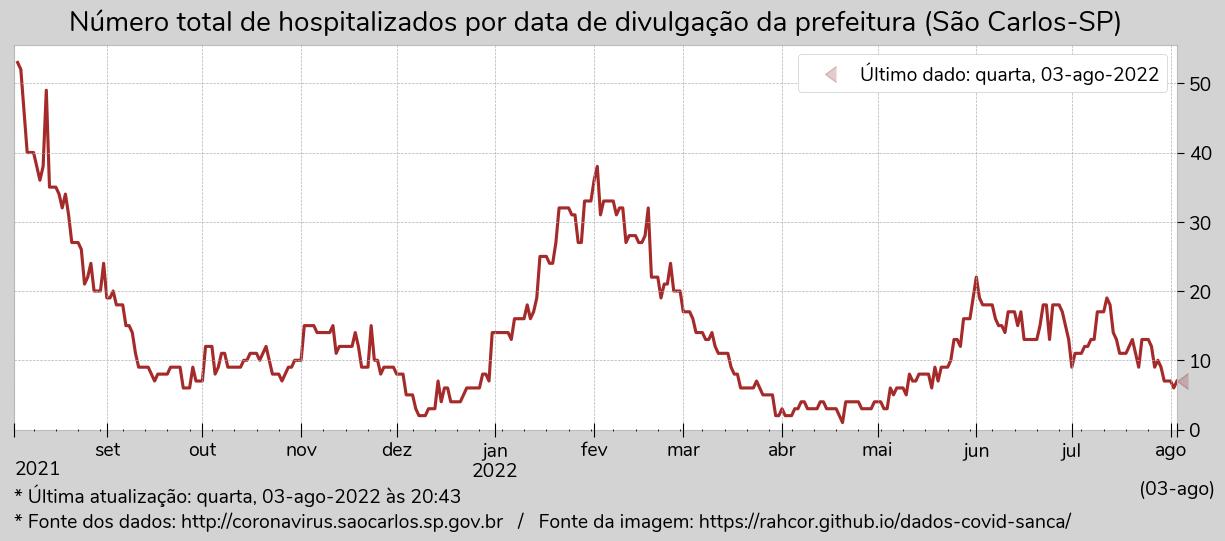 Número total de hospitalizados por data de divulgação da prefeitura (São Carlos-SP)
Último dado: quarta, 03-ago-2022
50
40
30
20
10
0
set out nov dez jan fev mar abr mai jun jul ago
2021 2022
(03-ago)
* Última atualização: quarta, 03-ago-2022 às 20:43
* Fonte dos dados: http://coronavirus.saocarlos.sp.gov.br / Fonte da imagem: https://rahcor.github.io/dados-covid-sanca/